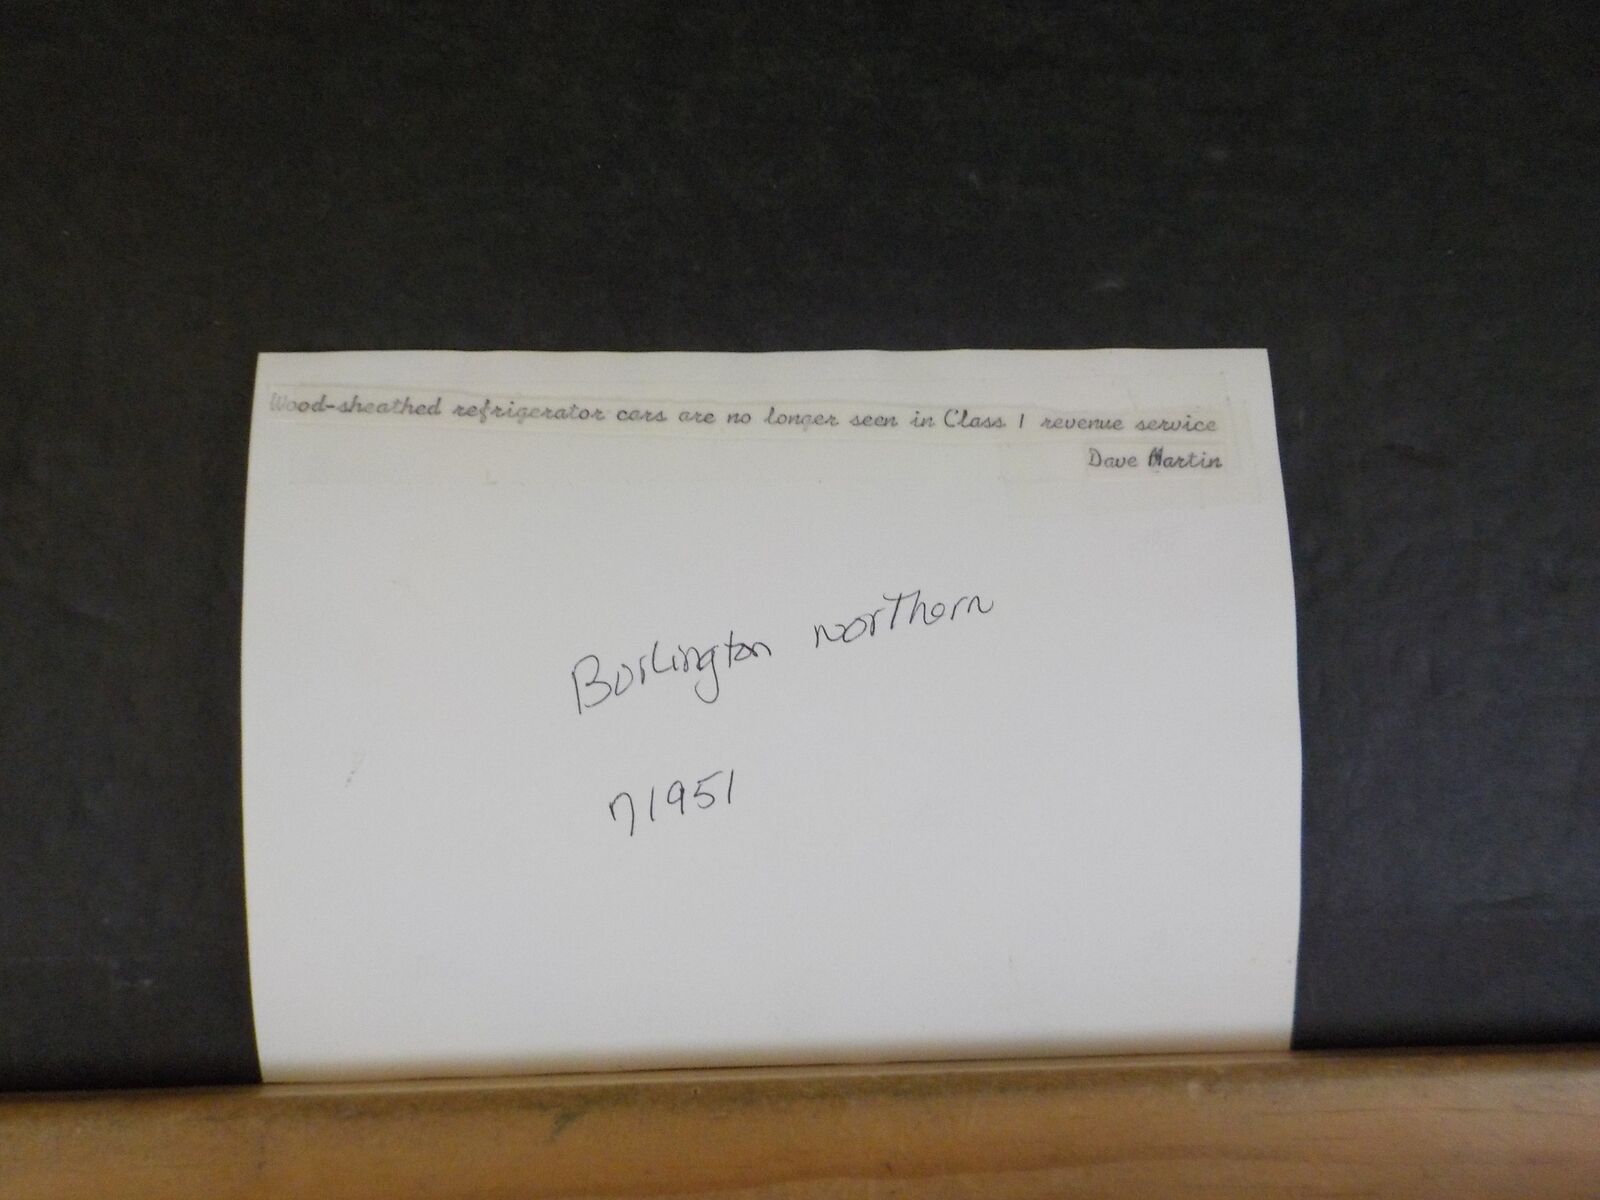 Wood-sheathed refrigerator cars are no longer seen in Class 1 revenue service
Dave Martin
Burlington northern
71951